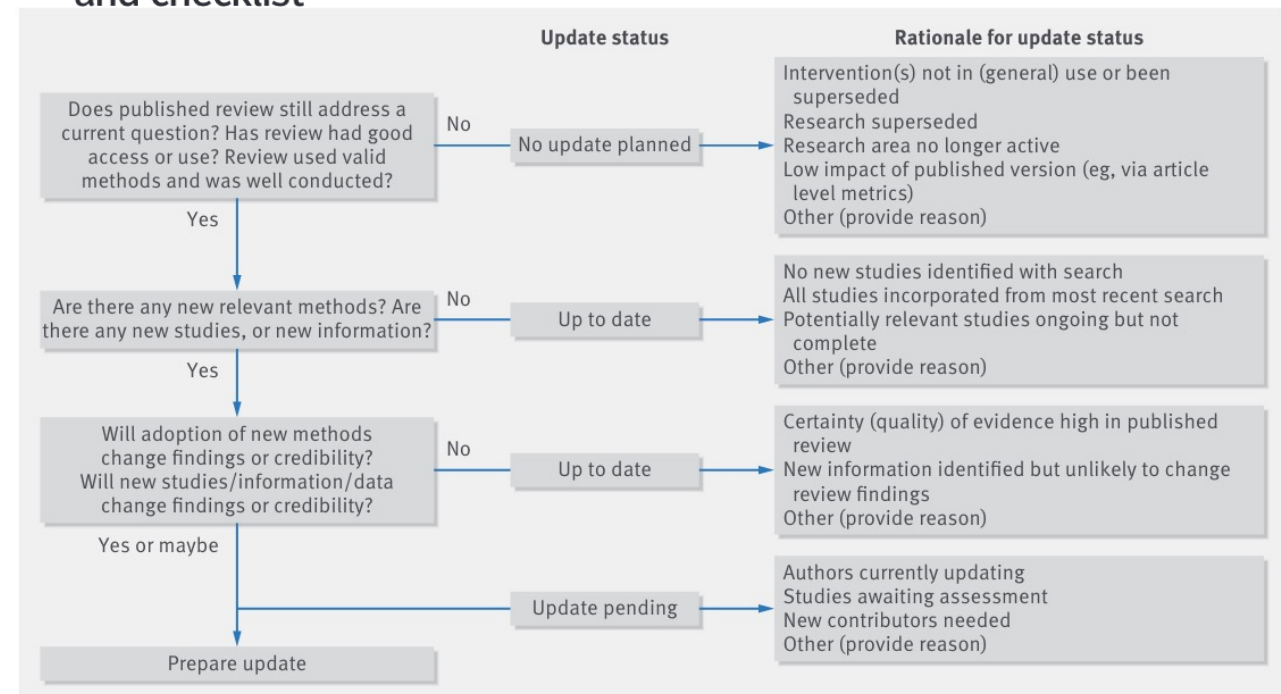 and checklist
Update status
Rationale for update status
Does published review still address a
current question? Has review had good
access or use? Review used valid
methods and was well conducted?
No
No update planned
Intervention(s) not in (general) use or been
superseded
Research superseded
Research area no longer active
Low impact of published version (eg, via article
level metrics)
Other (provide reason)
Yes
Are there any new relevant methods? Are
there any new studies, or new information?
No
Up to date
No new studies identified with search
All studies incorporated from most recent search
Potentially relevant studies ongoing but not
complete
Other (provide reason)
Yes
Will adoption of new methods
change findings or credibility?
Will new studies/information/data
change findings or credibility?
No
Up to date
Certainty (quality) of evidence high in published
review
New information identified but unlikely to change
review findings
Other (provide reason)
Yes or maybe
Update pending
Authors currently updating
Studies awaiting assessment
New contributors needed
Other (provide reason)
Prepare update